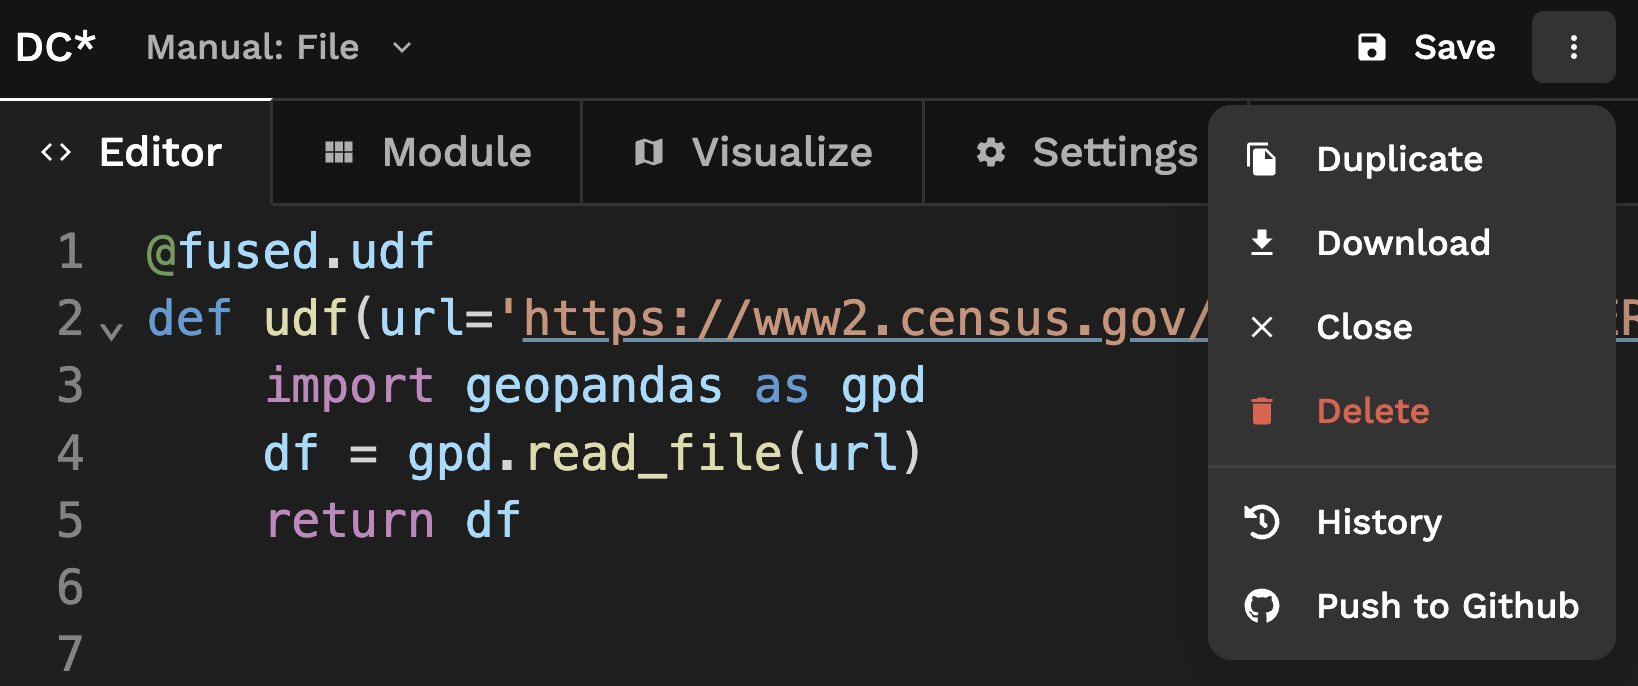 DC* Manual: File Save
Editor Module Visualize Settings
Duplicate
Download
Close
Delete
History
Push to Github
1 @fused.udf
2 def udf(url='https://www2.census.gov/
3 import geopandas as gpd
4 df = gpd.read_file(url)
5 return df
6
7